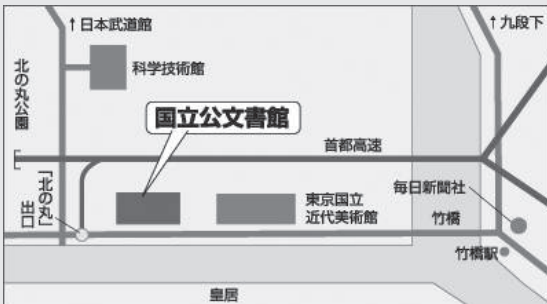 ↑日本武道館
↑九段下
科学技術館
北の丸公園
国立公文書館
首都高速
毎日新聞社
「北の丸」
出口
東京国立
近代美術館
竹橋
竹橋駅
皇居